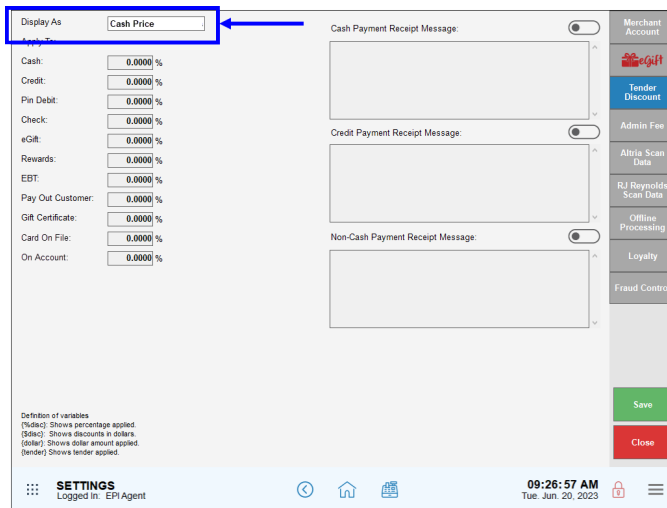 Display As
Cash Price
Apply To:
Cash:
0.0000 %
Credit:
0.0000 %
Pin Debit:
0.0000 %
Check:
0.0000 %
eGift:
0.0000 %
Rewards:
0.0000 %
EBT:
0.0000 %
Pay Out Customer:
0.0000 %
Gift Certificate:
0.0000 %
Card On File:
0.0000 %
On Account:
0.0000 %
Definition of variables
{%disc}: Shows percentage applied.
{$disc}: Shows discounts in dollars.
{dollar}: Shows dollar amount applied.
{tender} Shows tender applied.
Cash Payment Receipt Message:
Credit Payment Receipt Message:
Non-Cash Payment Receipt Message:
Merchant
Account
eGift
Tender
Discount
Admin Fee
Altria Scan
Data
RJ Reynolds
Scan Data
Offline
Processing
Loyalty
Fraud Contro
Save
Close
SETTINGS
Logged In: EPI Agent
09:26:57 AM
Tue. Jun. 20, 2023